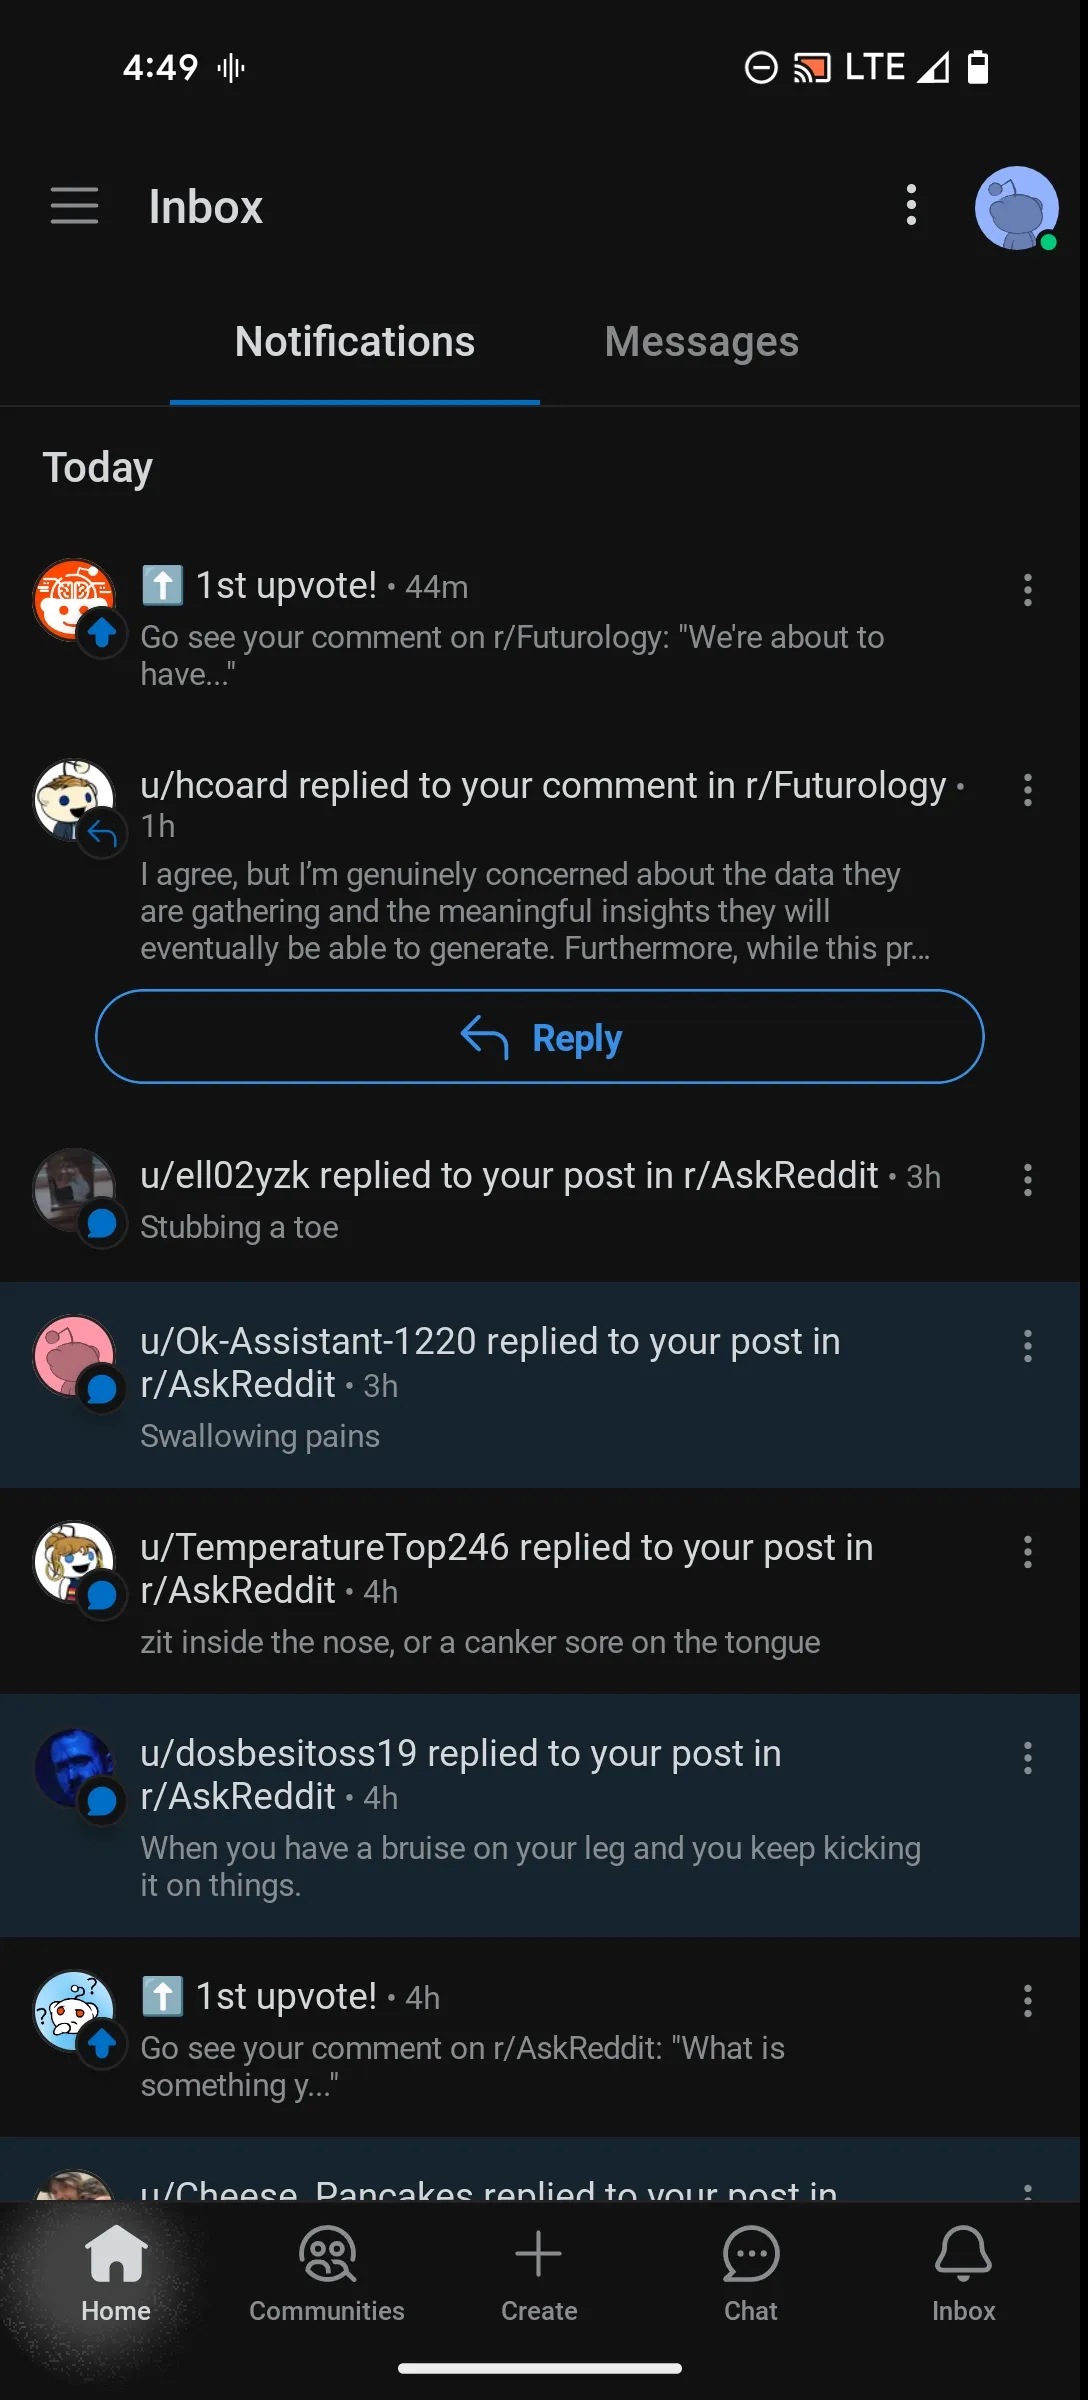 4:49 LTE
Inbox
Notifications Messages
Today
1st upvote! • 44m
Go see your comment on r/Futurology: "We're about to
have..."
u/hcoard replied to your comment in r/Futurology •
1h
I agree, but I’m genuinely concerned about the data they
are gathering and the meaningful insights they will
eventually be able to generate. Furthermore, while this pr...
Reply
u/ell02yzk replied to your post in r/AskReddit • 3h
Stubbing a toe
u/Ok-Assistant-1220 replied to your post in
r/AskReddit • 3h
Swallowing pains
u/TemperatureTop246 replied to your post in
r/AskReddit • 4h
zit inside the nose, or a canker sore on the tongue
u/dosbesitoss19 replied to your post in
r/AskReddit • 4h
When you have a bruise on your leg and you keep kicking
it on things.
1st upvote! • 4h
Go see your comment on r/AskReddit: "What is
something y..."
u/Cheese_Pancakes replied to your post in
Home Communities Create Chat Inbox